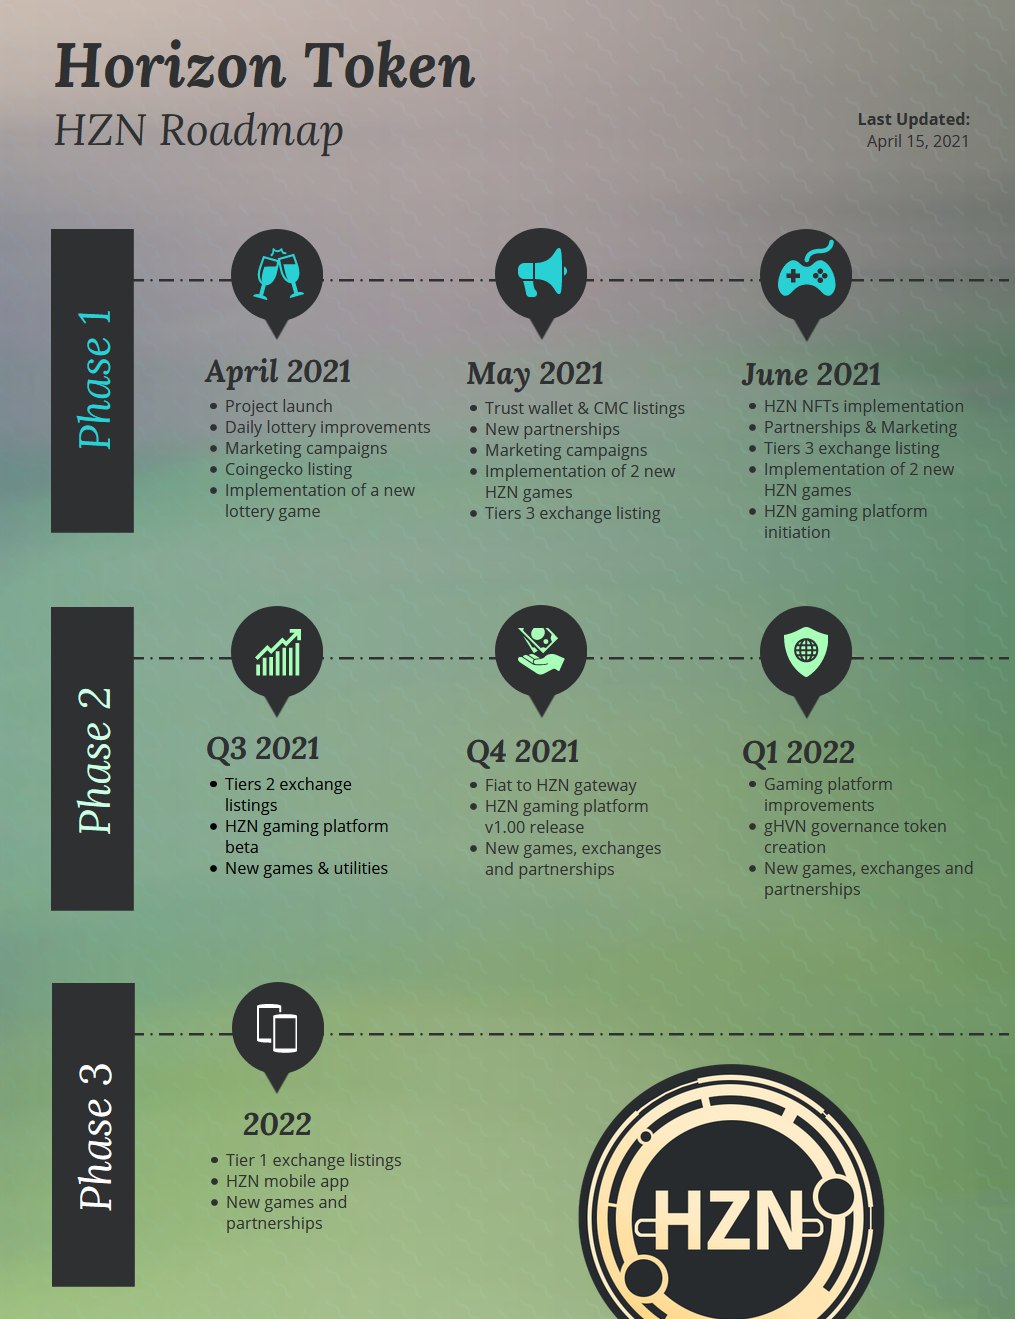 Horizon Token
HZN Roadmap
Last Updated:
April 15, 2021
Phase 1
April 2021
Project launch
Daily lottery improvements
Marketing campaigns
Coingecko listing
Implementation of a new
lottery game
May 2021
Trust wallet & CMC listings
New partnerships
Marketing campaigns
Implementation of 2 new
HZN games
Tiers 3 exchange listing
June 2021
HZN NFTs implementation
Partnerships & Marketing
Tiers 3 exchange listing
Implementation of 2 new
HZN games
HZN gaming platform
initiation
Phase 2
Q3 2021
Tiers 2 exchange
listings
HZN gaming platform
beta
New games & utilities
Q4 2021
Fiat to HZN gateway
HZN gaming platform
v1.00 release
New games, exchanges
and partnerships
Q1 2022
Gaming platform
improvements
gHVN governance token
creation
New games, exchanges and
partnerships
Phase 3
2022
Tier 1 exchange listings
HZN mobile app
New games and
partnerships
HZN